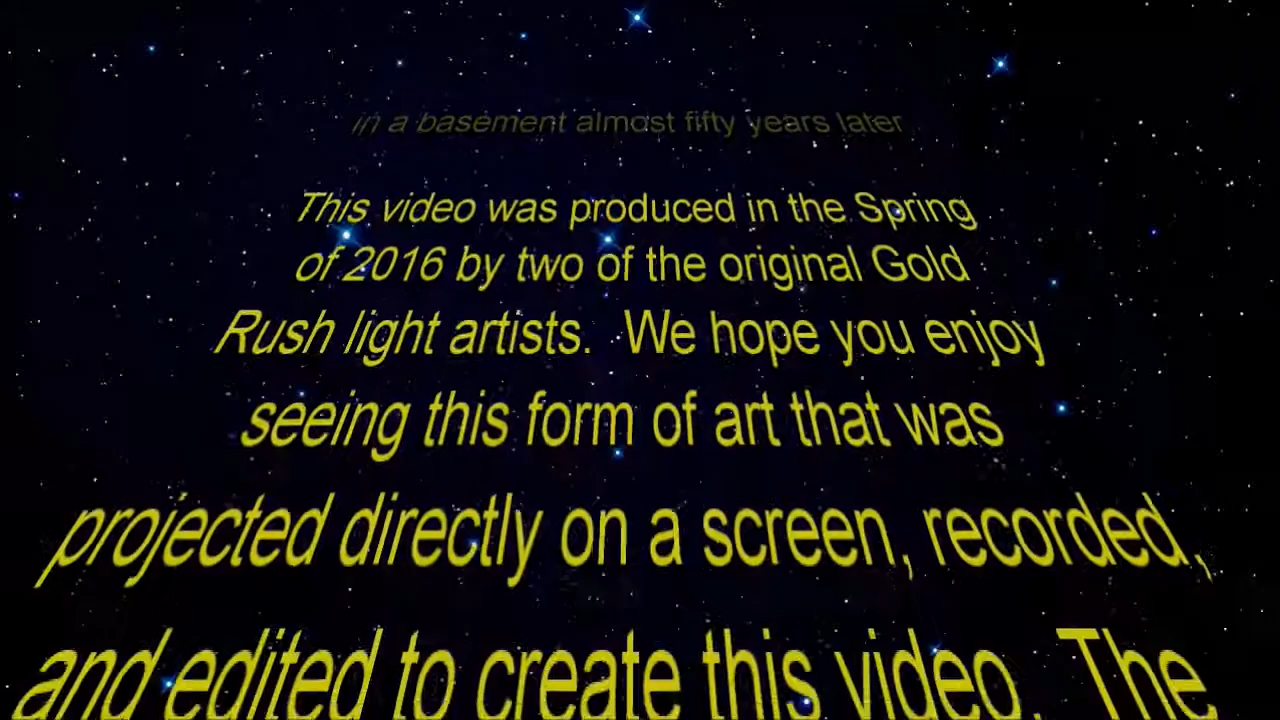 in a basement almost fifty years later
This video was produced in the Spring
of 2016 by two of the original Gold
Rush light artists.  We hope you enjoy
seeing this form of art that was
projected directly on a screen, recorded,
and edited to create this video.  The